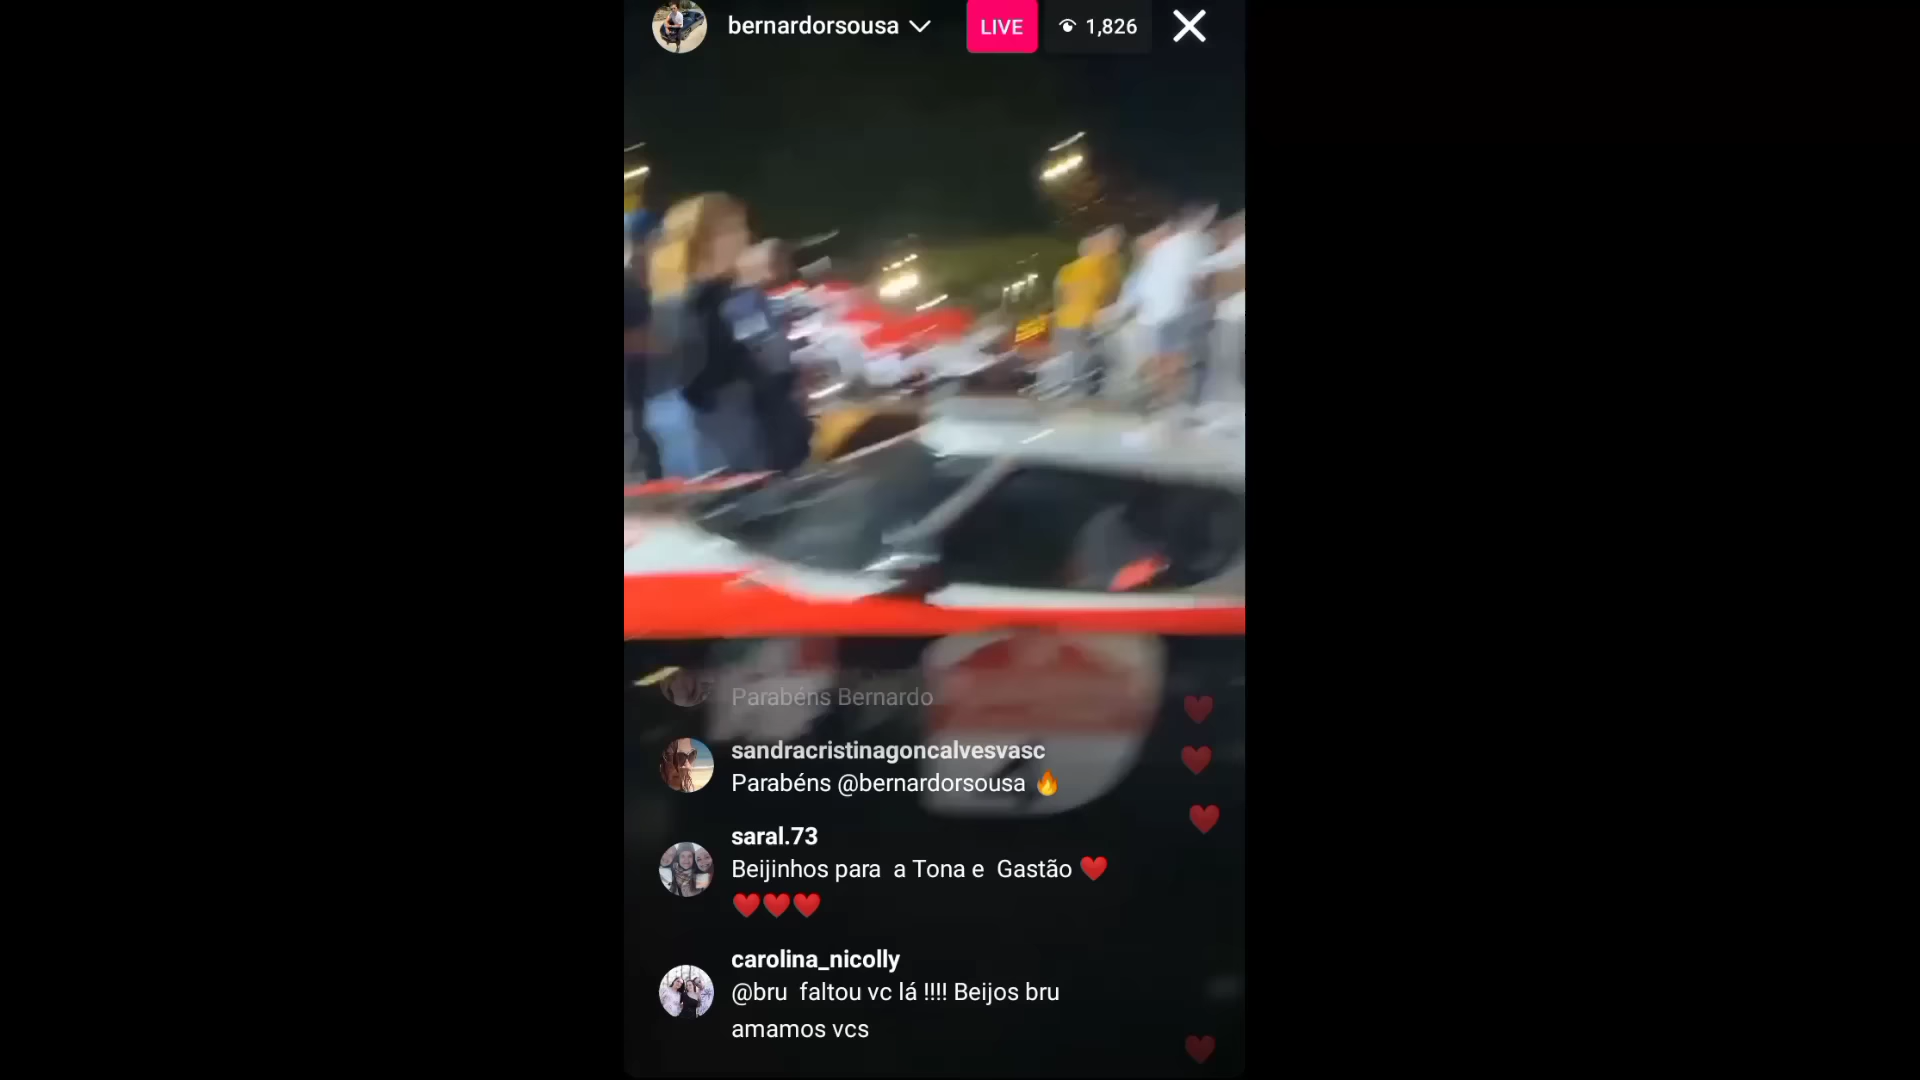 bernardorsousa
LIVE
1,826
Parabéns Bernardo
sandracristinagoncalvesvasc
Parabéns @bernardorsousa 🔥
saral.73
Beijinhos para a Tona e Gastão ❤️
❤️❤️❤️
carolina_nicolly
@bru faltou vc lá !!!! Beijos bru
amamos vcs